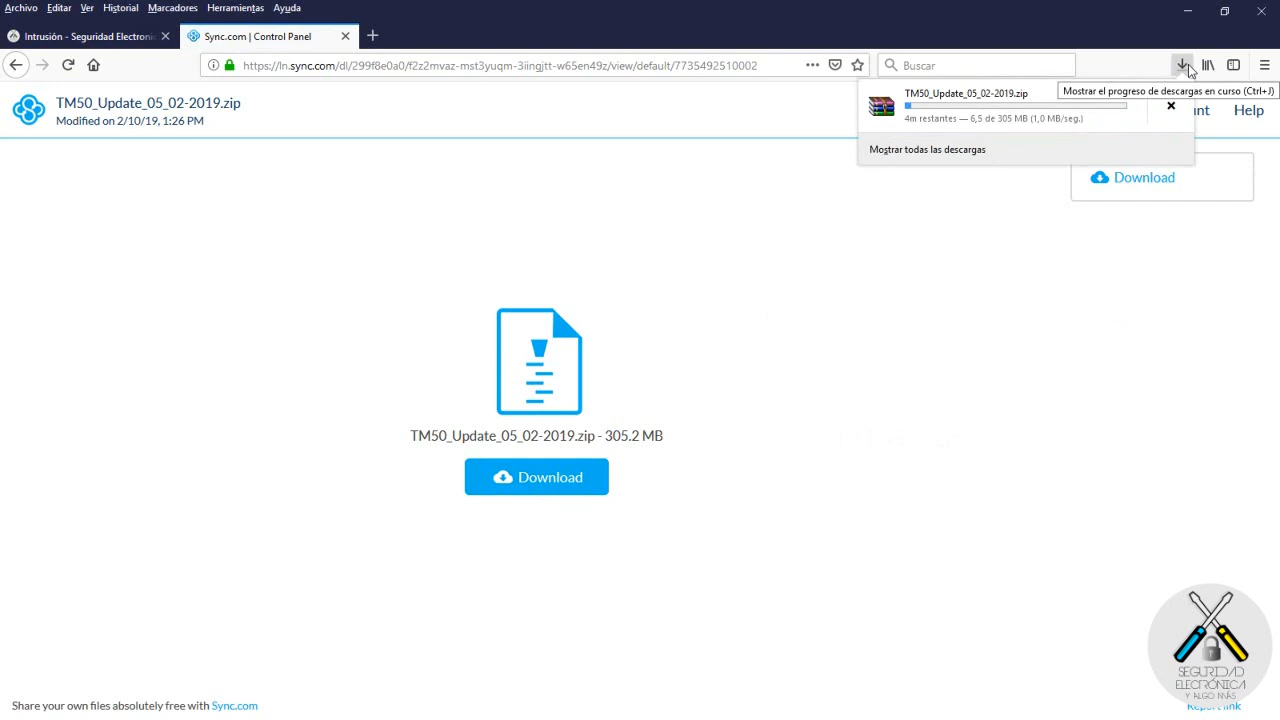 Archivo Editar Ver Historial Marcadores Herramientas Ayuda
Intrusión - Seguridad Electronic
Sync.com | Control Panel
https://ln.sync.com/dl/299f8e0a0/f2z2mvaz-mst3yuqm-3iingjtt-w65en49z/view/default/7735492510002
Buscar
TM50_Update_05_02-2019.zip
Modified on 2/10/19, 1:26 PM
TM50_Update_05_02-2019.zip
4m restantes — 6,5 de 305 MB (1,0 MB/seg.)
Mostrar todas las descargas
Mostrar el progreso de descargas en curso (Ctrl+J)
Help
Download
TM50_Update_05_02-2019.zip - 305.2 MB
Download
SEGURIDAD
ELECTRÓNICA
Y ALGO MÁS
Share your own files absolutely free with Sync.com
Report link